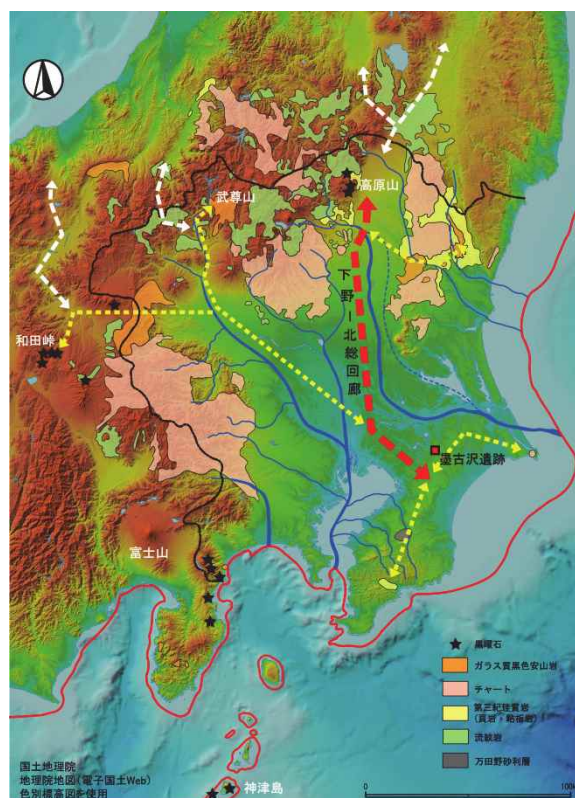 武尊山
高原山
下野ー北総回廊
和田峠
墨古沢遺跡
富士山
黒曜石
ガラス質黒色安山岩
チャート
第三紀珪質岩
(頁岩・粘板岩)
流紋岩
万田野砂利層
国土地理院
地理院地図(電子国土Web)
色別標高図を使用
神津島
0